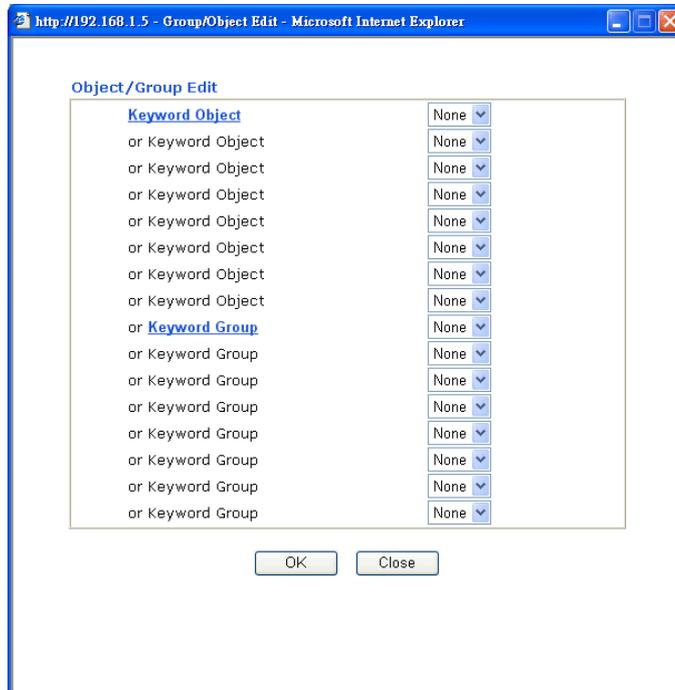 http://192.168.1.5 - Group/Object Edit - Microsoft Internet Explorer
Object/Group Edit
Keyword Object None
or Keyword Object None
or Keyword Object None
or Keyword Object None
or Keyword Object None
or Keyword Object None
or Keyword Object None
or Keyword Object None
or Keyword Group None
or Keyword Group None
or Keyword Group None
or Keyword Group None
or Keyword Group None
or Keyword Group None
or Keyword Group None
or Keyword Group None
OK Close